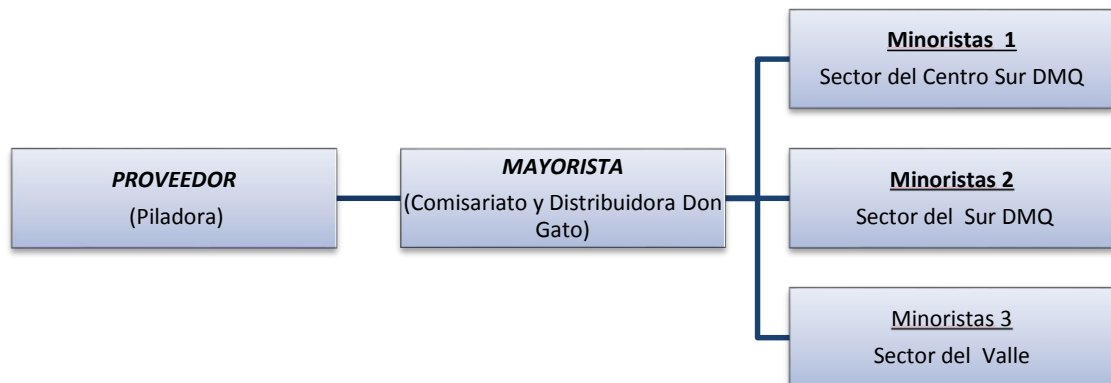 PROVEEDOR
(Piladora)
MAYORISTA
(Comisariato y Distribuidora Don
Gato)
Minoristas 1
Sector del Centro Sur DMQ
Minoristas 2
Sector del Sur DMQ
Minoristas 3
Sector del Valle